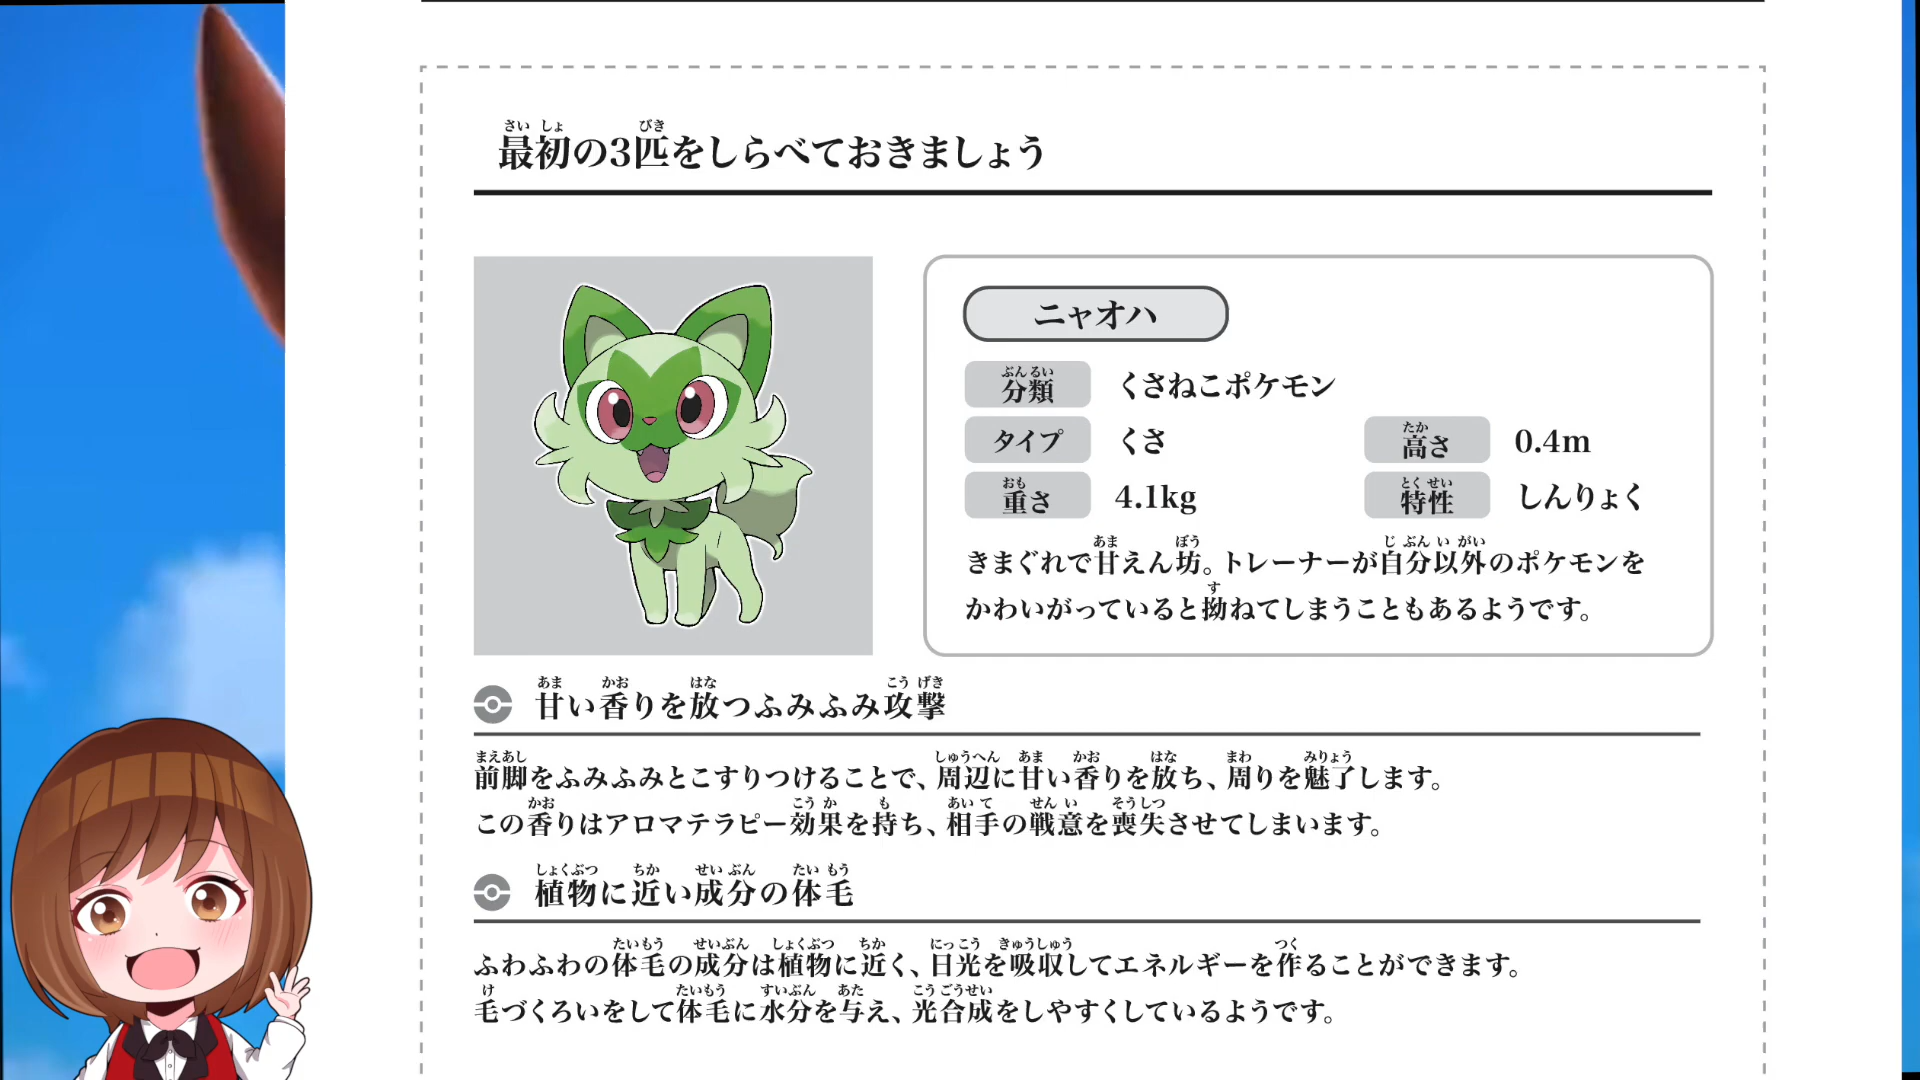 最初の3匹をしらべておきましょう
ニャオハ
分類 くさねこポケモン
タイプ くさ 高さ 0.4m
重さ 4.1kg 特性 しんりょく
きまぐれで甘えん坊。トレーナーが自分以外のポケモンを
かわいがっていると拗ねてしまうこともあるようです。
甘い香りを放つふみふみ攻撃
前脚をふみふみとこすりつけることで、周辺に甘い香りを放ち、周りを魅了します。
この香りはアロマテラピー効果を持ち、相手の戦意を喪失させてしまいます。
植物に近い成分の体毛
ふわふわの体毛の成分は植物に近く、日光を吸収してエネルギーを作ることができます。
毛づくろいをして体毛に水分を与え、光合成をしやすくしているようです。